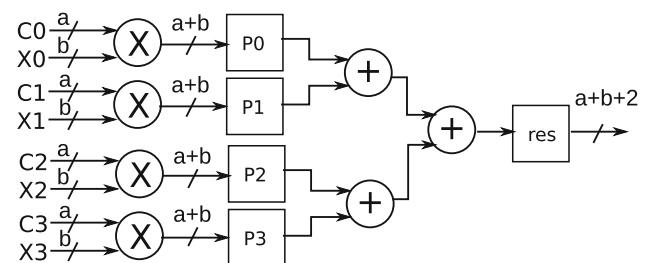 C0 a X a+b P0
X0 b
C1 a X a+b P1
X1 b
+
+ res a+b+2
C2 a X a+b P2
X2 b
+
C3 a X a+b P3
X3 b